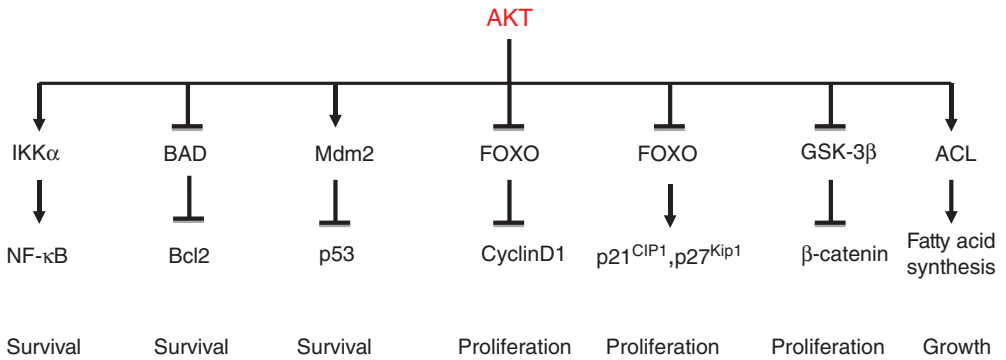 AKT
IKKα BAD Mdm2 FOXO FOXO GSK-3β ACL
NF-κB Bcl2 p53 CyclinD1 p21CIP1,p27Kip1 β-catenin Fatty acid
synthesis
Survival Survival Survival Proliferation Proliferation Proliferation Growth